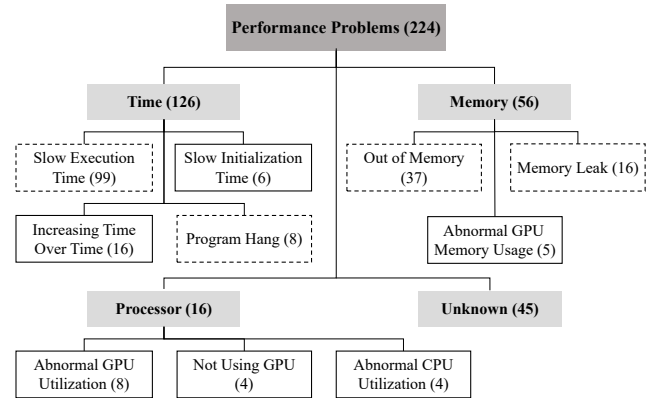 Performance Problems (224)
Time (126)
Memory (56)
Slow Execution
Time (99)
Slow Initialization
Time (6)
Out of Memory
(37)
Memory Leak (16)
Increasing Time
Over Time (16)
Program Hang (8)
Abnormal GPU
Memory Usage (5)
Processor (16)
Unknown (45)
Abnormal GPU
Utilization (8)
Not Using GPU
(4)
Abnormal CPU
Utilization (4)